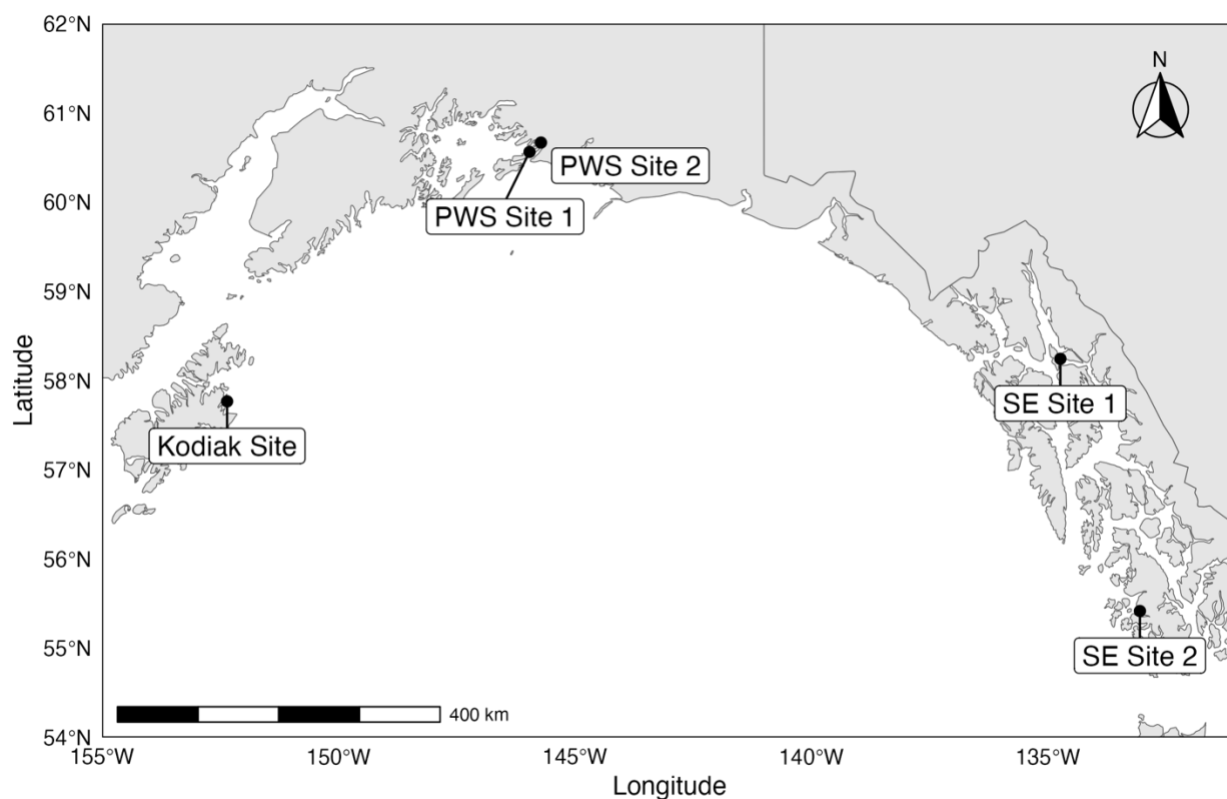 62°N
61°N
60°N
59°N
58°N
57°N
56°N
55°N
54°N
Latitude
N
PWS Site 2
PWS Site 1
SE Site 1
Kodiak Site
SE Site 2
400 km
155°W
150°W
145°W
140°W
135°W
Longitude